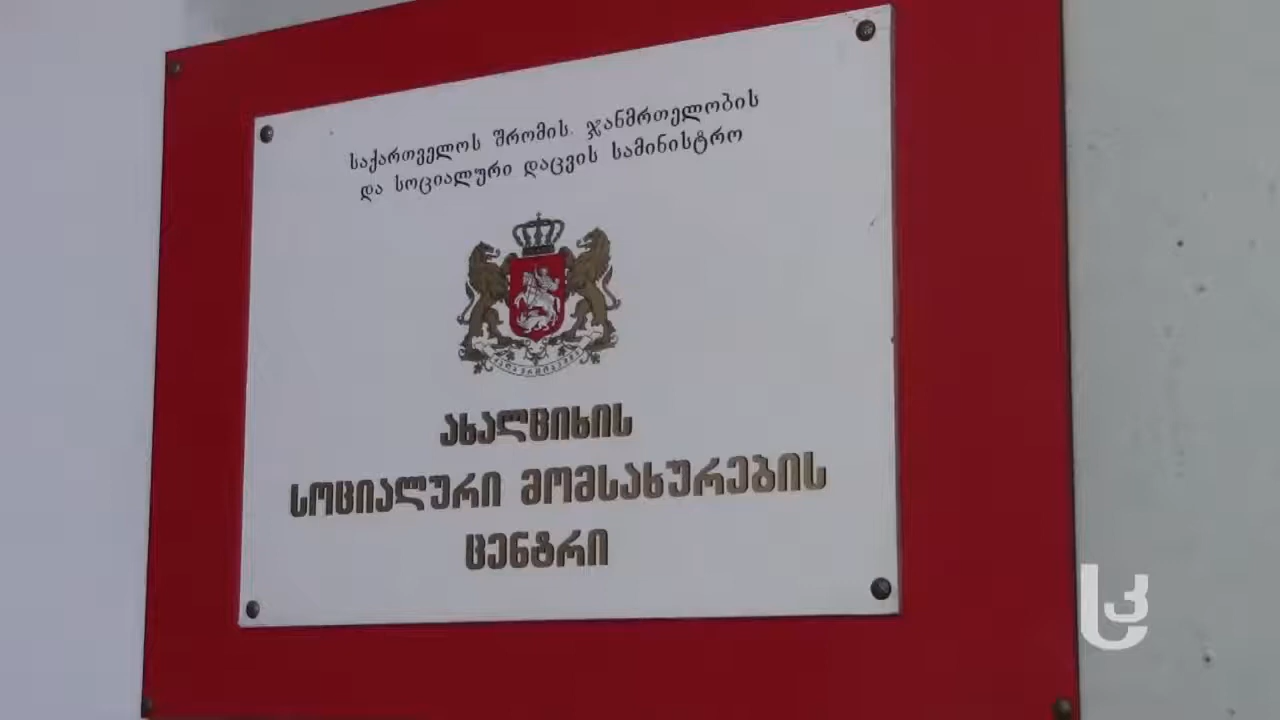 საქართველოს შრომის, ჯანმრთელობის
და სოციალური დაცვის სამინისტრო
ახალციხის
სოციალური მომსახურების
ცენტრი